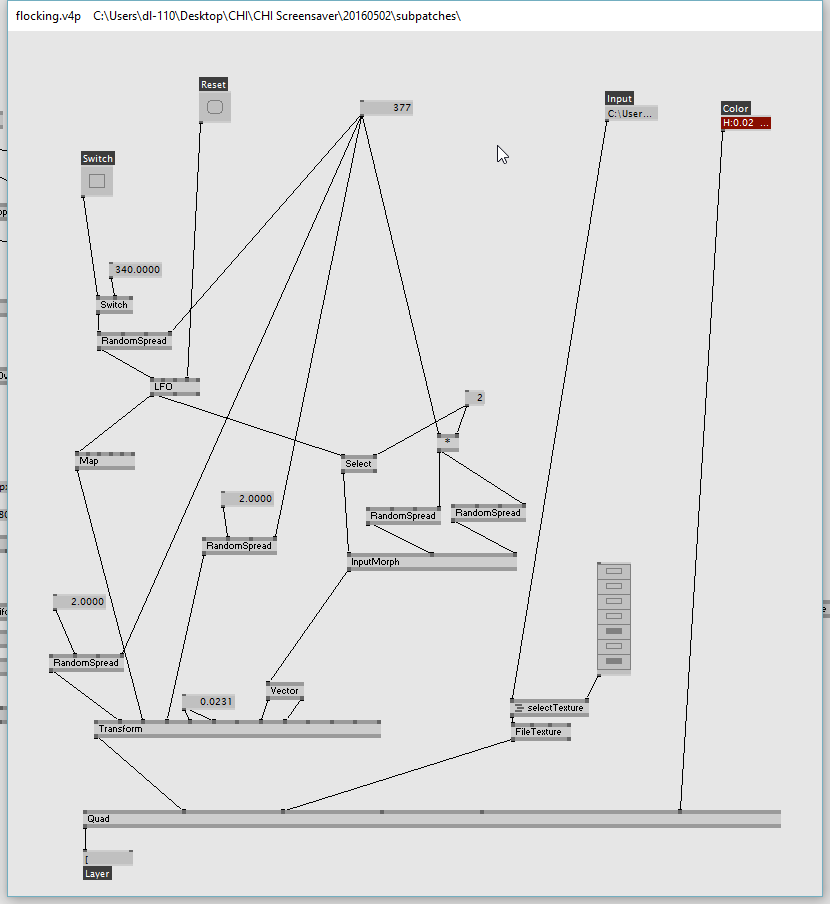 flocking.v4p C:\Users\dl-110\Desktop\CHI\CHI Screensaver\20160502\subpatches\
Reset
377
Input
C:\User...
Color
H:0.02 ...
Switch
340.0000
Switch
RandomSpread
LFO
2
*
Map
Select
2.0000
RandomSpread
RandomSpread
RandomSpread
InputMorph
2.0000
RandomSpread
Vector
0.0231
selectTexture
Transform
FileTexture
Quad
[
Layer